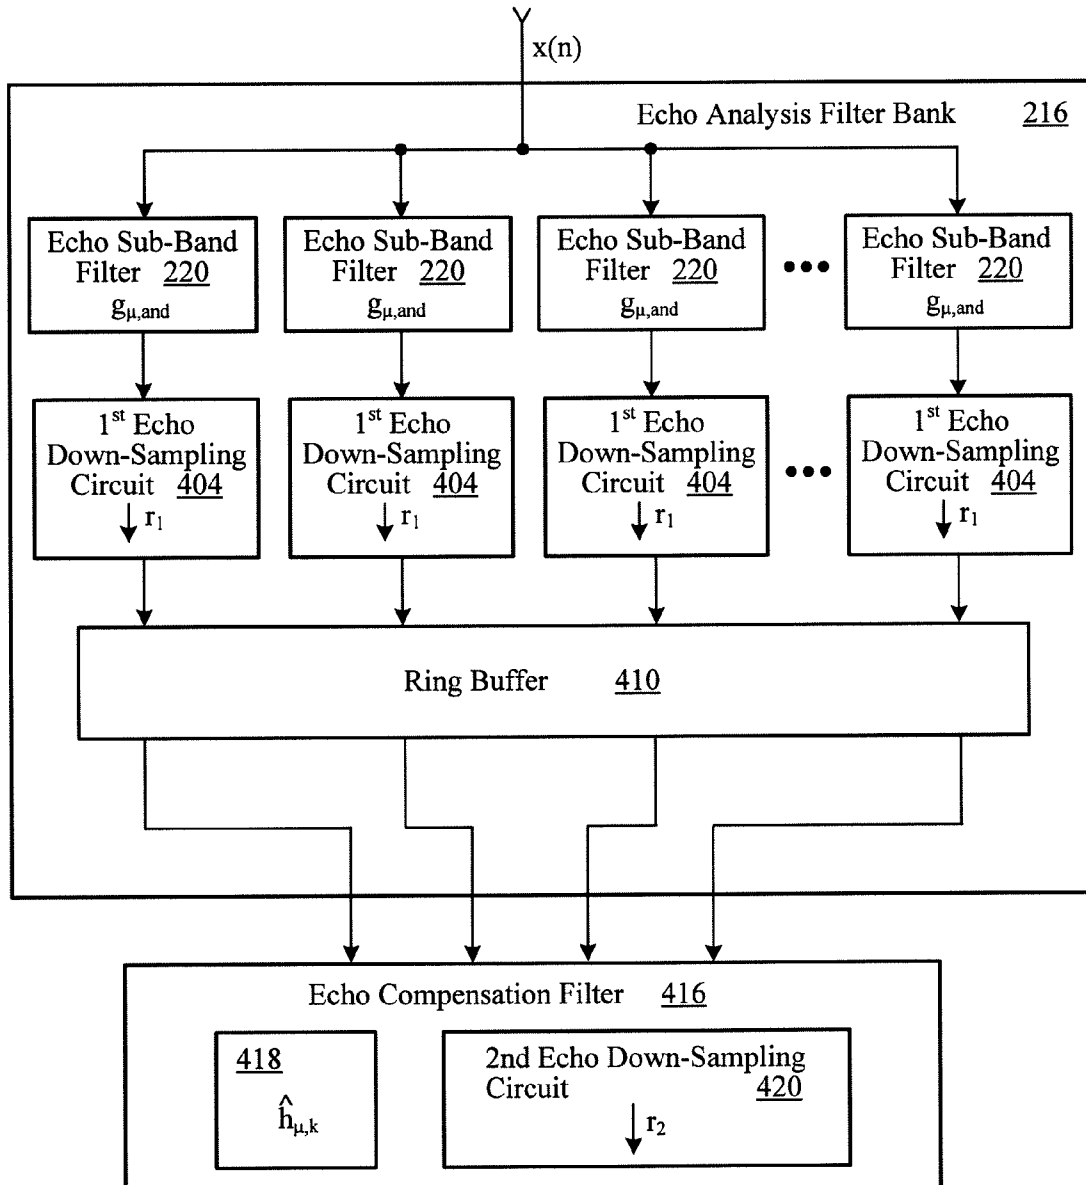 x(n)
Echo Analysis Filter Bank 216
Echo Sub-Band
Filter 220
gμ,and
Echo Sub-Band
Filter 220
gμ,and
Echo Sub-Band
Filter 220
gμ,and
Echo Sub-Band
Filter 220
gμ,and
1st Echo
Down-Sampling
Circuit 404
r1
1st Echo
Down-Sampling
Circuit 404
r1
1st Echo
Down-Sampling
Circuit 404
r1
1st Echo
Down-Sampling
Circuit 404
r1
Ring Buffer 410
Echo Compensation Filter 416
418
ĥμ,k
2nd Echo Down-Sampling
Circuit 420
r2